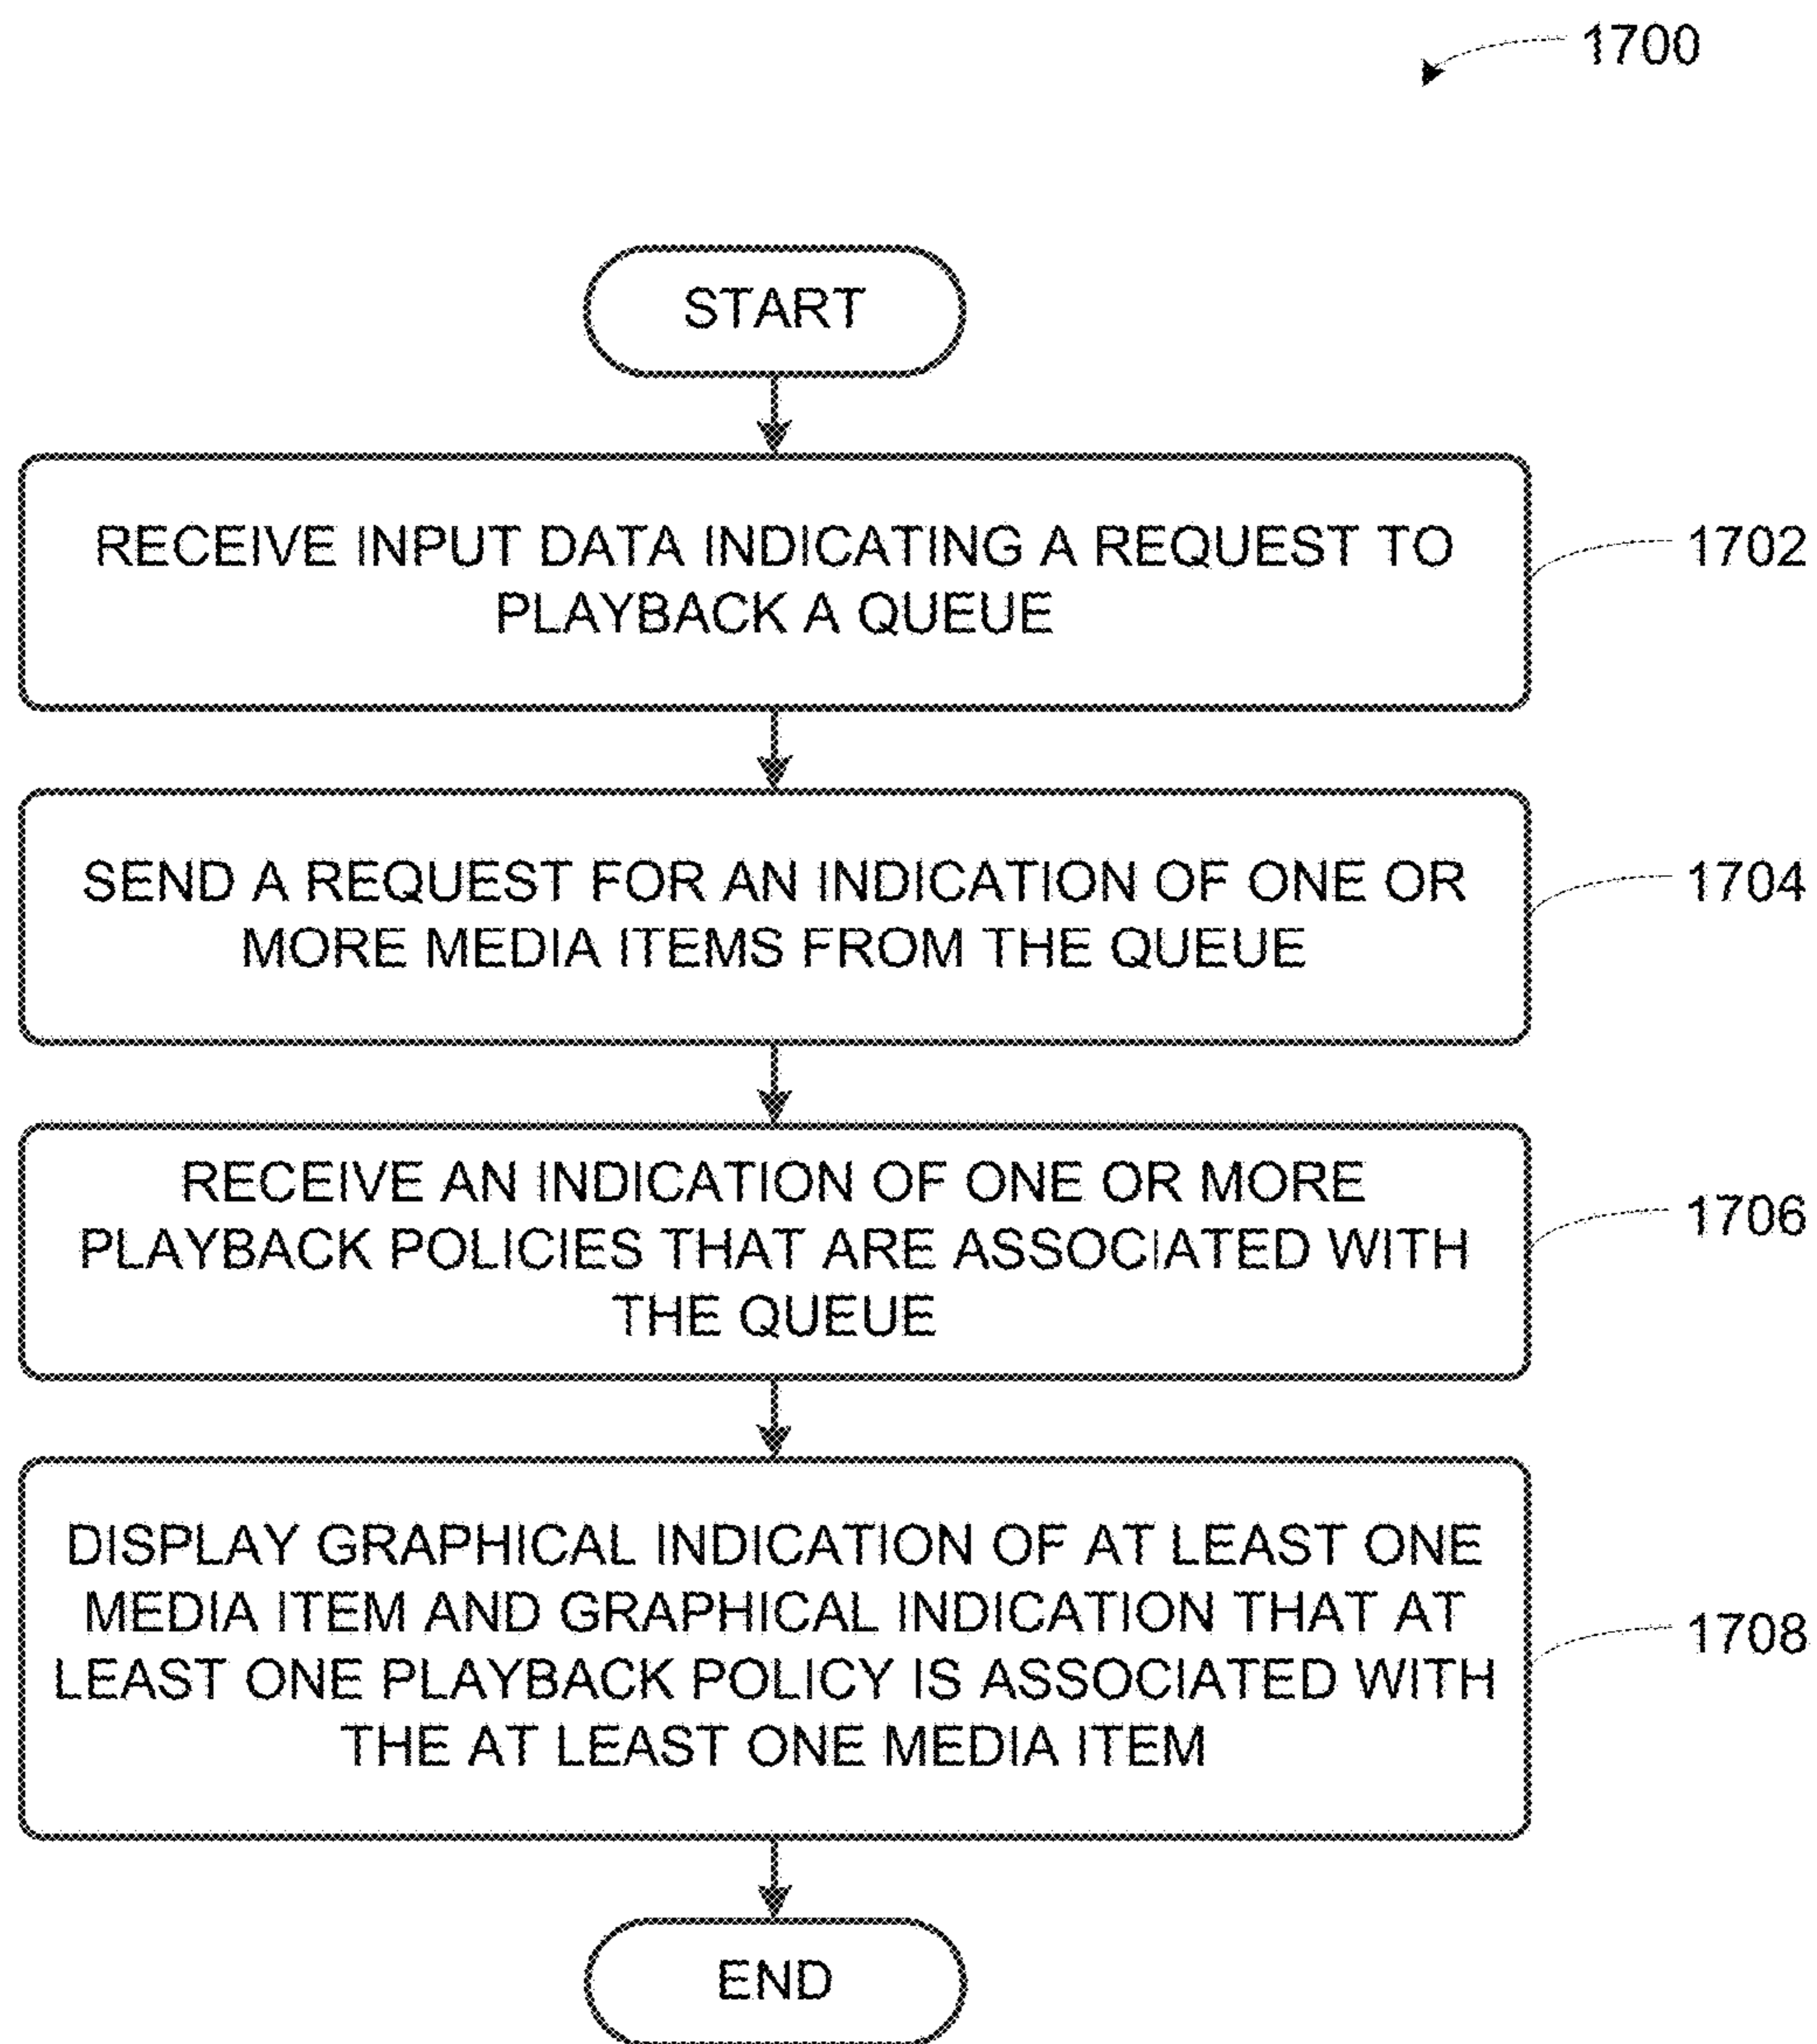 1700
START
RECEIVE INPUT DATA INDICATING A REQUEST TO
PLAYBACK A QUEUE
1702
SEND A REQUEST FOR AN INDICATION OF ONE OR
MORE MEDIA ITEMS FROM THE QUEUE
1704
RECEIVE AN INDICATION OF ONE OR MORE
PLAYBACK POLICIES THAT ARE ASSOCIATED WITH
THE QUEUE
1706
DISPLAY GRAPHICAL INDICATION OF AT LEAST ONE
MEDIA ITEM AND GRAPHICAL INDICATION THAT AT
LEAST ONE PLAYBACK POLICY IS ASSOCIATED WITH
THE AT LEAST ONE MEDIA ITEM
1708
END